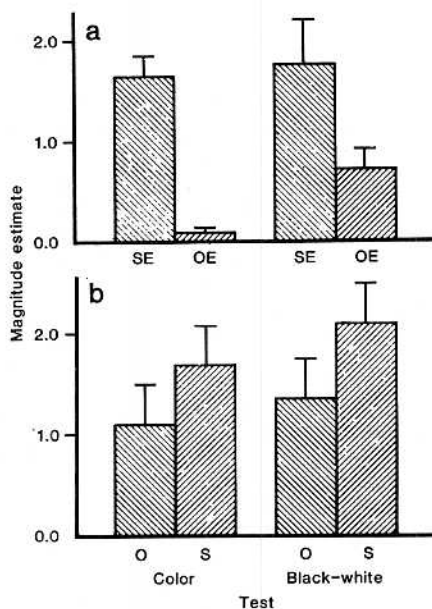 a
2.0
1.0
0.0
SE OE SE OE
Magnitude estimate
b
2.0
1.0
0.0
O S O S
Color Black-white
Test